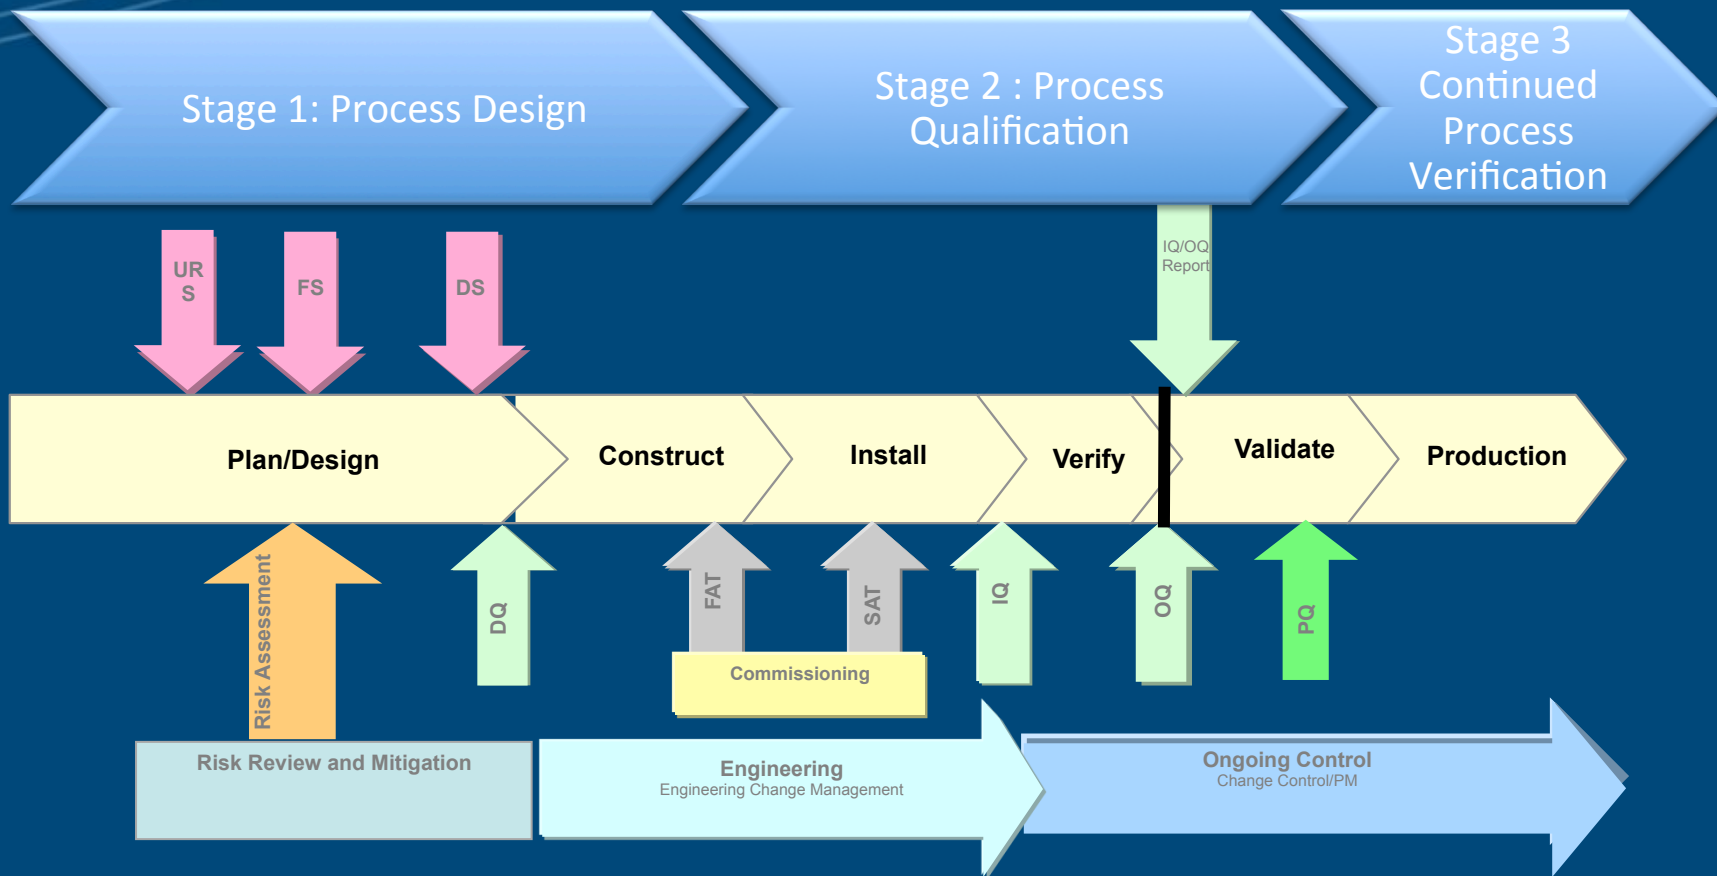 Stage 1: Process Design
Stage 2 : Process
Qualification
Stage 3
Continued
Process
Verification
UR
S
FS
DS
IQ/OQ
Report
Plan/Design
Construct
Install
Verify
Validate
Production
Risk Assessment
DQ
FAT
SAT
IQ
OQ
PQ
Commissioning
Risk Review and Mitigation
Engineering
Engineering Change Management
Ongoing Control
Change Control/PM